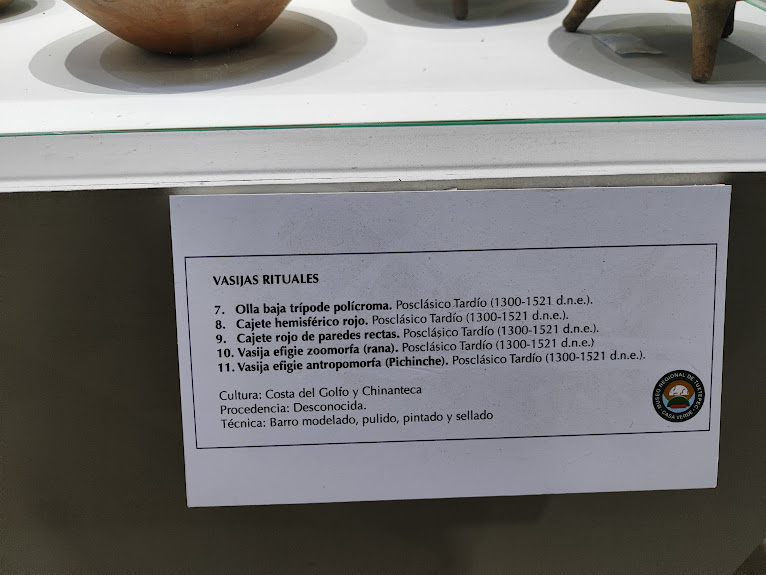 VASIJAS RITUALES
7. Olla baja trípode polícroma. Posclásico Tardío (1300-1521 d.n.e.).
8. Cajete hemisférico rojo. Posclásico Tardío (1300-1521 d.n.e.).
9. Cajete rojo de paredes rectas. Posclásico Tardío (1300-1521 d.n.e.).
10. Vasija efigie zoomorfía (rana). Posclásico Tardío (1300-1521 d.n.e.)
11. Vasija efigie antropomorfía (Pichinche). Posclásico Tardío (1300-1521 d.n.e.).
Cultura: Costa del Golfo y Chinanteca
Procedencia: Desconocida.
Técnica: Barro modelado, pulido, pintado y sellado
MUSEO REGIONAL DE TUXTEPEC
CASA VERDE